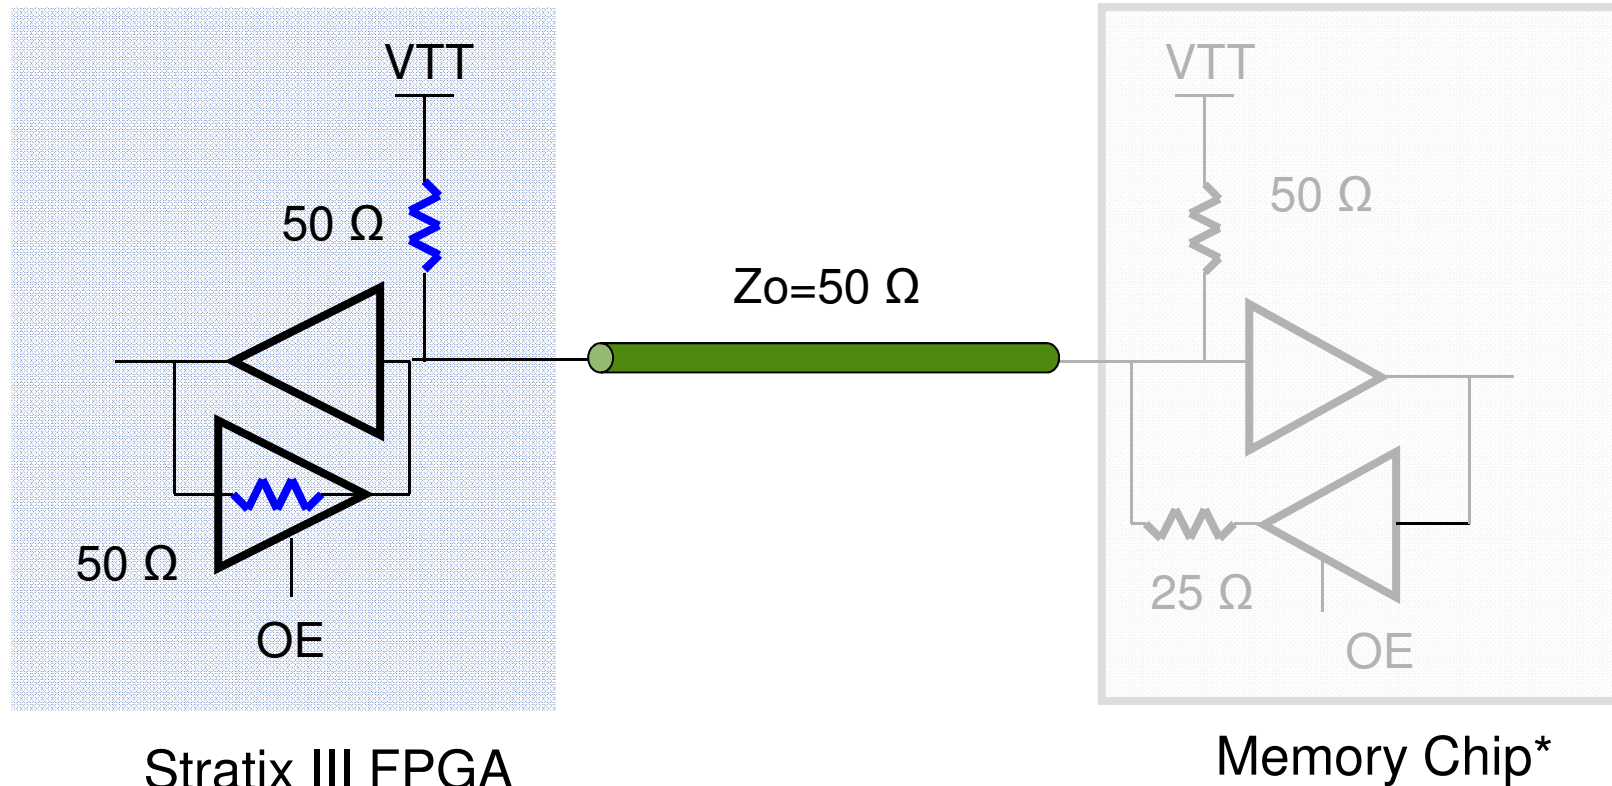 VTT
VTT
50 Ω
50 Ω
Zo=50 Ω
50 Ω
25 Ω
OE
OE
Stratix III FPGA
Memory Chip*